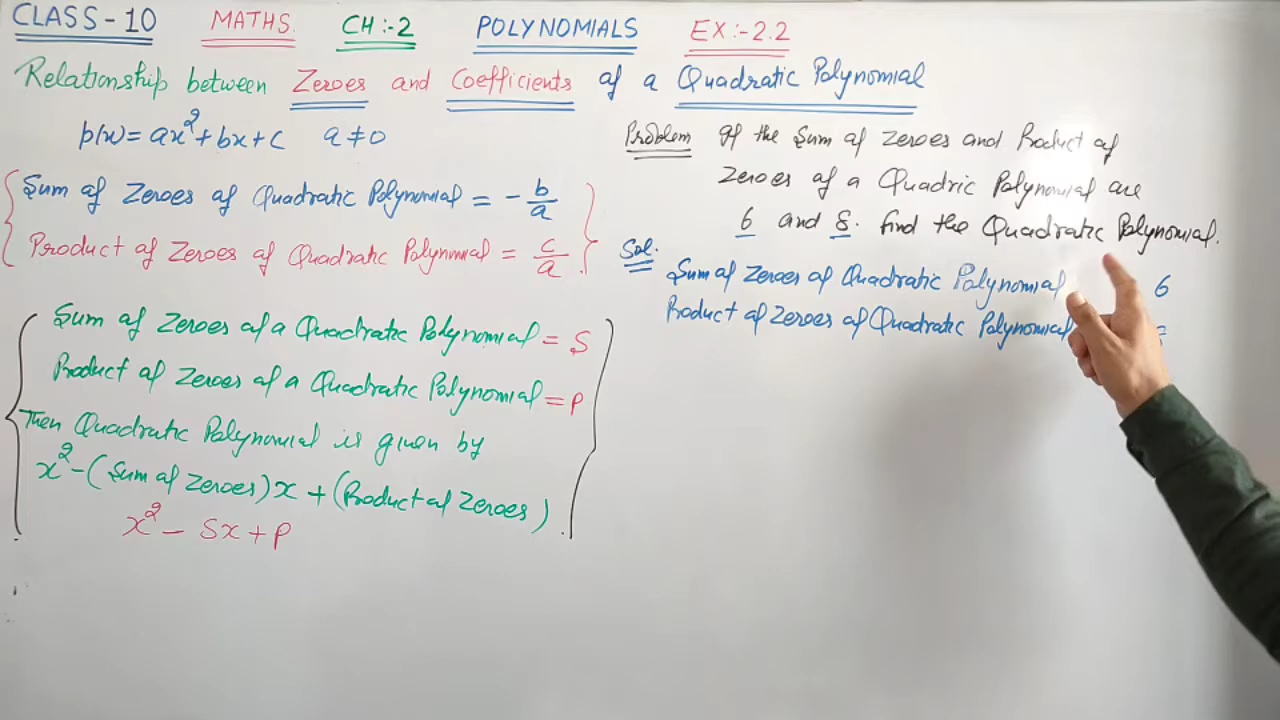 CLASS-10 MATHS. CH:-2 POLYNOMIALS EX:-2.2
Relationship between Zeroes and Coefficients of a Quadratic Polynomial
p(x) = ax²+bx+c a≠0
Sum of Zeroes of Quadratic Polynomial = -b/a
Product of Zeroes of Quadratic Polynomial = c/a
Sum of Zeroes of a Quadratic Polynomial = S
Product of Zeroes of a Quadratic Polynomial = P
Then Quadratic Polynomial is given by
x² - (Sum of Zeroes)x + (Product of Zeroes)
x² - Sx + P
Problem If the Sum of Zeroes and Product of
Zeroes of a Quadric Polynomial are
6 and 8. find the Quadratic Polynomial.
Sol.
Sum of Zeroes of Quadratic Polynomial 6
Product of Zeroes of Quadratic Polynomial